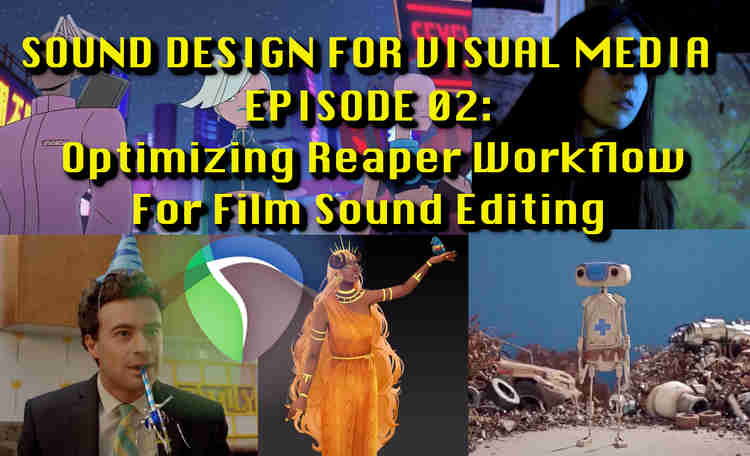 SOUND DESIGN FOR VISUAL MEDIA
EPISODE 02:
Optimizing Reaper Workflow
For Film Sound Editing